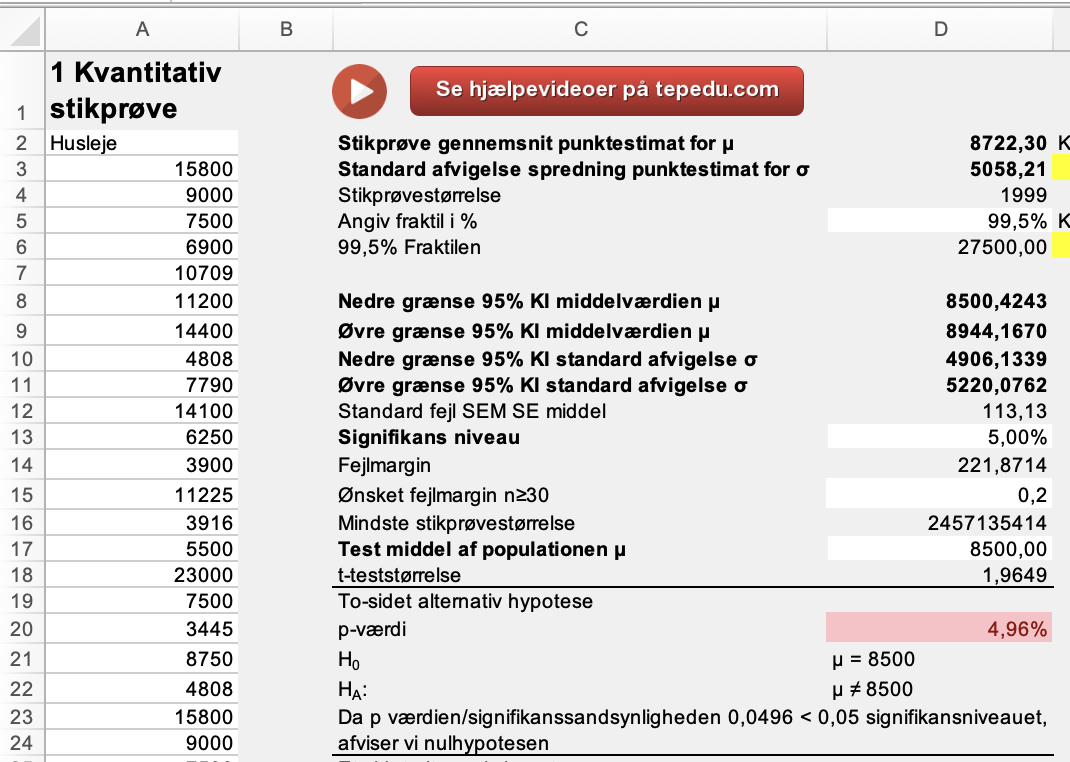 A B C D
1 1 Kvantitativ
stikprøve
Se hjælpevideoer på tepedu.com
2 Husleje Stikprøve gennemsnit punktestimat for μ 8722,30 K
3 15800 Standard afvigelse spredning punktestimat for σ 5058,21
4 9000 Stikprøvestørrelse 1999
5 7500 Angiv fraktil i % 99,5% K
6 6900 99,5% Fraktilen 27500,00
7 10709
8 11200 Nedre grænse 95% KI middelværdien μ 8500,4243
9 14400 Øvre grænse 95% KI middelværdien μ 8944,1670
10 4808 Nedre grænse 95% KI standard afvigelse σ 4906,1339
11 7790 Øvre grænse 95% KI standard afvigelse σ 5220,0762
12 14100 Standard fejl SEM SE middel 113,13
13 6250 Signifikans niveau 5,00%
14 3900 Fejlmargin 221,8714
15 11225 Ønsket fejlmargin n≥30 0,2
16 3916 Mindste stikprøvestørrelse 2457135414
17 5500 Test middel af populationen μ 8500,00
18 23000 t-teststørrelse 1,9649
19 7500 To-sidet alternativ hypotese
20 3445 p-værdi 4,96%
21 8750 H₀ μ = 8500
22 4808 H_A: μ ≠ 8500
23 15800 Da p værdien/signifikanssandsynligheden 0,0496 < 0,05 signifikansniveauet,
24 9000 afviser vi nulhypotesen